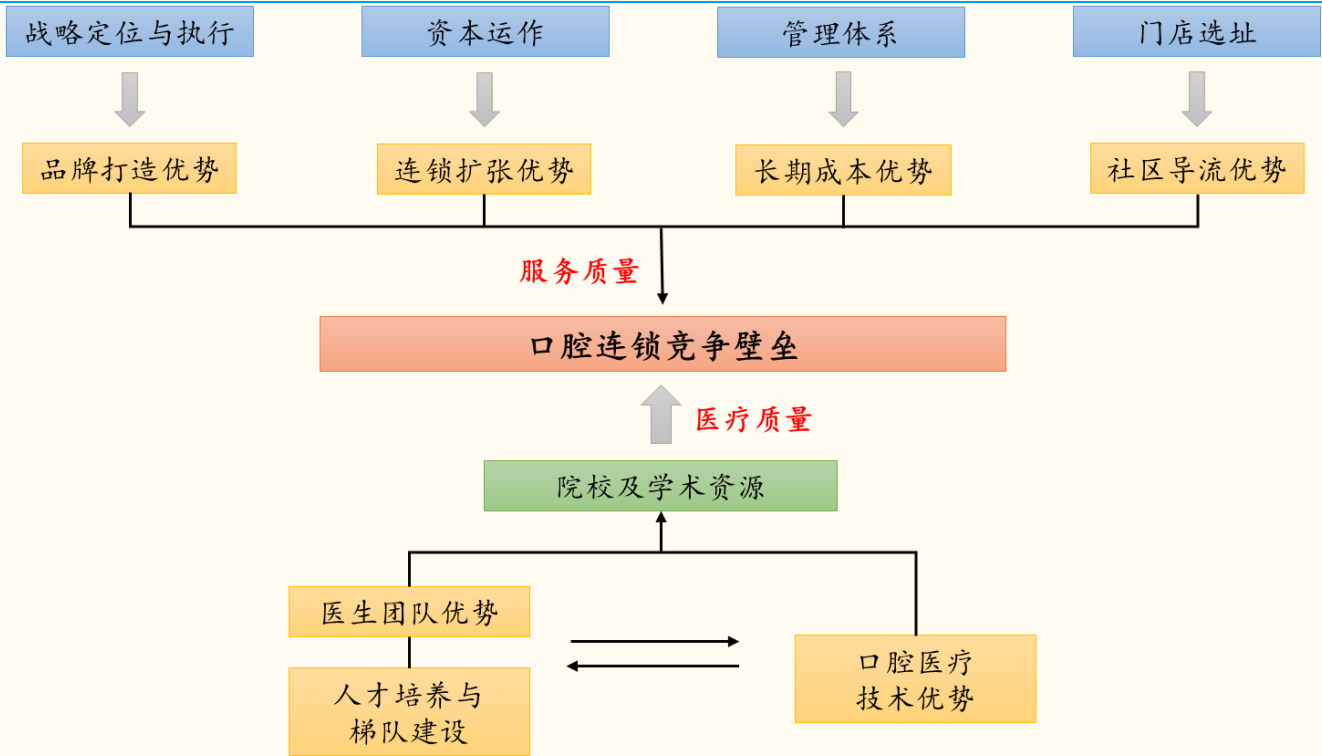 战略定位与执行
资本运作
管理体系
门店选址
品牌打造优势
连锁扩张优势
长期成本优势
社区导流优势
服务质量
口腔连锁竞争壁垒
医疗质量
院校及学术资源
医生团队优势
人才培养与
梯队建设
口腔医疗
技术优势